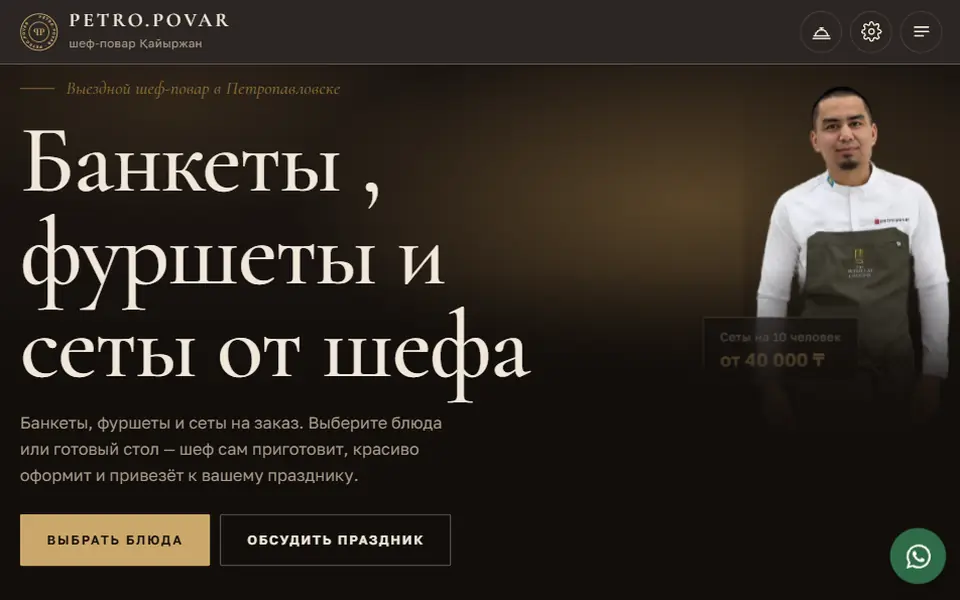 PETRO.POVAR
шеф-повар Қайыржан
Выездной шеф-повар в Петропавловске
Банкеты ,
фуршеты и
сеты от шефа
Сеты на 10 человек
от 40 000 ₸
Банкеты, фуршеты и сеты на заказ. Выберите блюда
или готовый стол — шеф сам приготовит, красиво
оформит и привезёт к вашему празднику.
ВЫБРАТЬ БЛЮДА
ОБСУДИТЬ ПРАЗДНИК